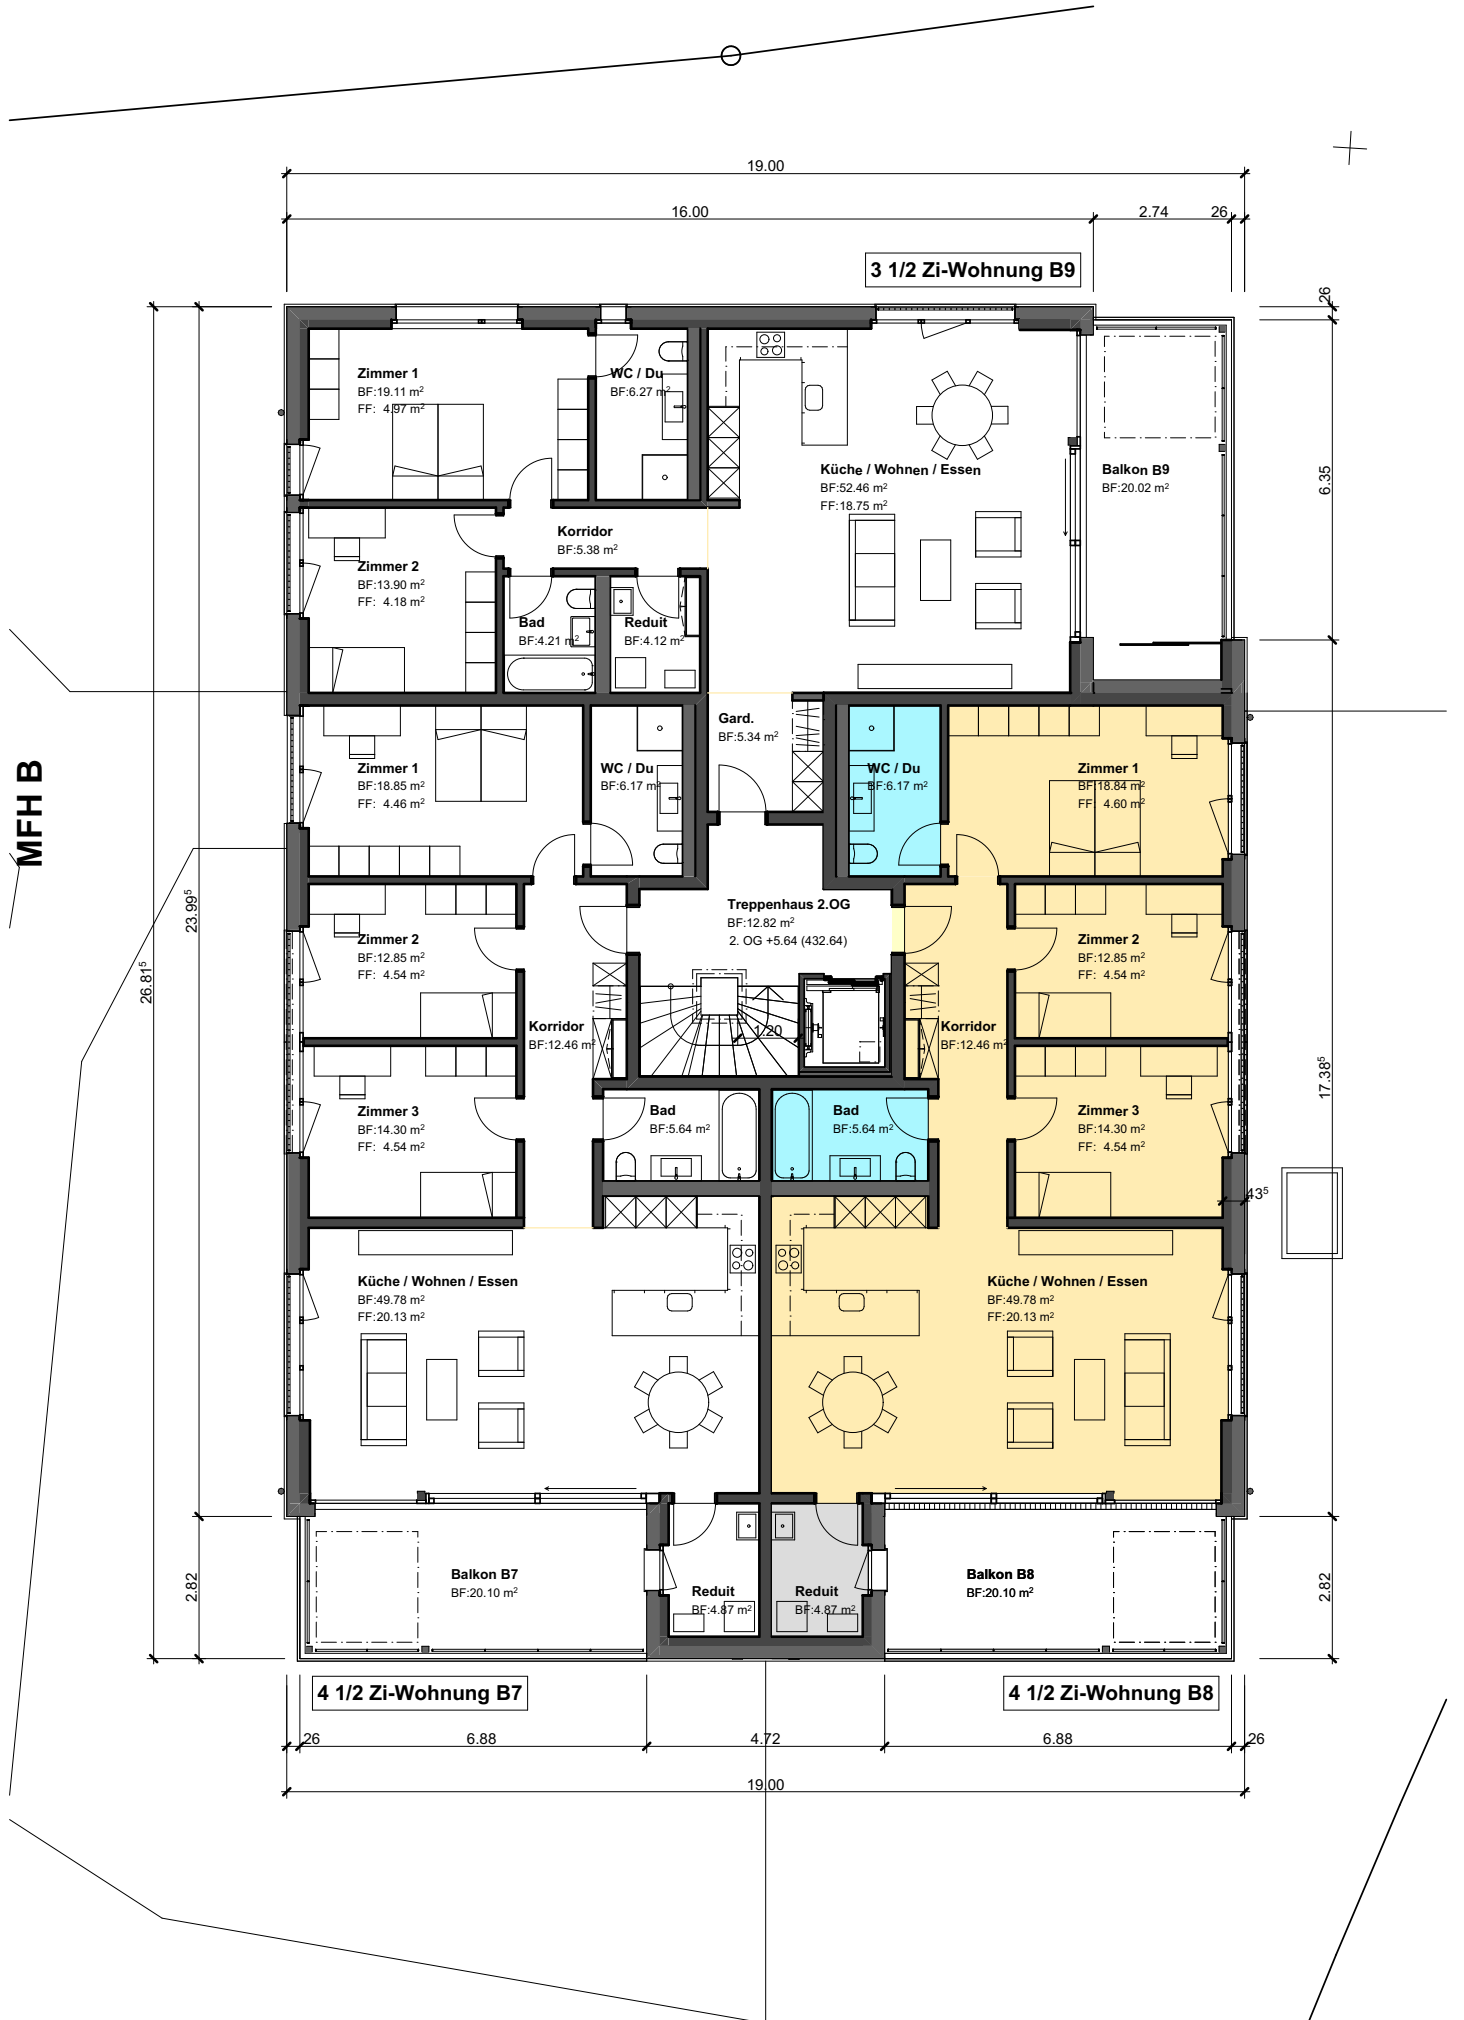 19.00
16.00
2.74
26
3 1/2 Zi-Wohnung B9
26
6.35
Zimmer 1
BF:19.11 m²
FF: 4.97 m²
WC / Du
BF:6.27 m²
Küche / Wohnen / Essen
BF:52.46 m²
FF:18.75 m²
Balkon B9
BF:20.02 m²
Korridor
BF:5.38 m²
Zimmer 2
BF:13.90 m²
FF: 4.18 m²
Bad
BF:4.21 m²
Reduit
BF:4.12 m²
Gard.
BF:5.34 m²
MFH B
26.81⁵
23.99⁵
Zimmer 1
BF:18.85 m²
FF: 4.46 m²
WC / Du
BF:6.17 m²
WC / Du
BF:6.17 m²
Zimmer 1
BF:18.84 m²
FF: 4.60 m²
Treppenhaus 2.OG
BF:12.82 m²
2. OG +5.64 (432.64)
Zimmer 2
BF:12.85 m²
FF: 4.54 m²
Zimmer 2
BF:12.85 m²
FF: 4.54 m²
Korridor
BF:12.46 m²
1.20
Korridor
BF:12.46 m²
17.38⁵
Zimmer 3
BF:14.30 m²
FF: 4.54 m²
Bad
BF:5.64 m²
Bad
BF:5.64 m²
Zimmer 3
BF:14.30 m²
FF: 4.54 m²
43⁵
Küche / Wohnen / Essen
BF:49.78 m²
FF:20.13 m²
Küche / Wohnen / Essen
BF:49.78 m²
FF:20.13 m²
2.82
Balkon B7
BF:20.10 m²
Reduit
BF:4.87 m²
Reduit
BF:4.87 m²
Balkon B8
BF:20.10 m²
2.82
4 1/2 Zi-Wohnung B7
4 1/2 Zi-Wohnung B8
26
6.88
4.72
6.88
26
19.00